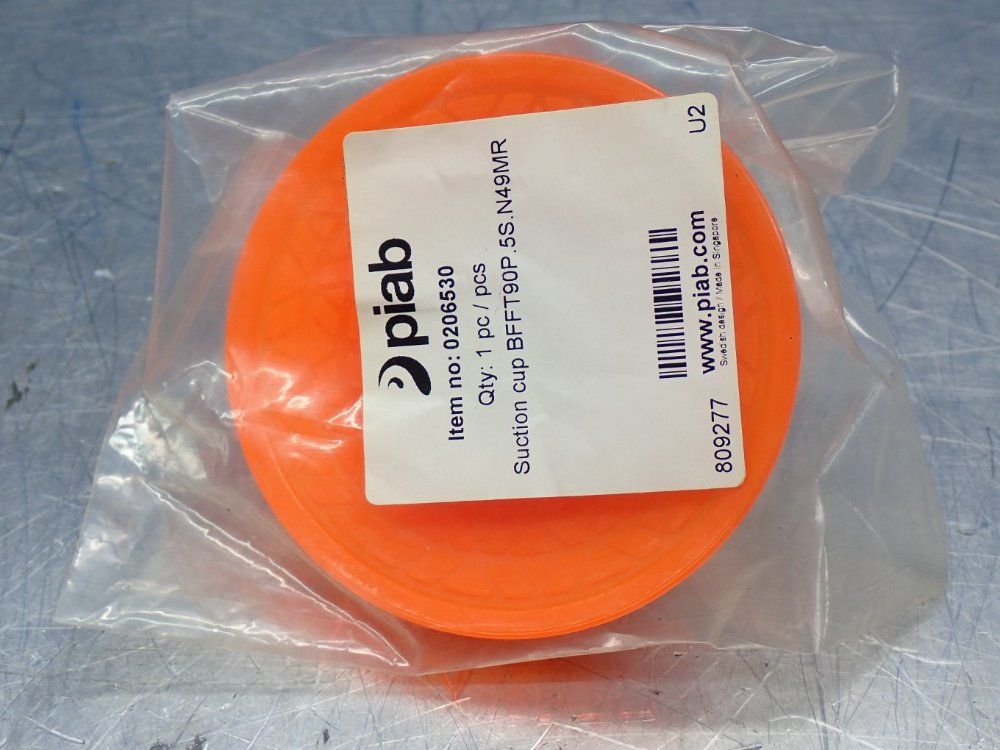 piab
Item no: 0206530
Qty: 1 pc / pcs
Suction cup BFFT90P.5S.N49MR
www.piab.com
Swedish design / Made in Singapore
809277
U2